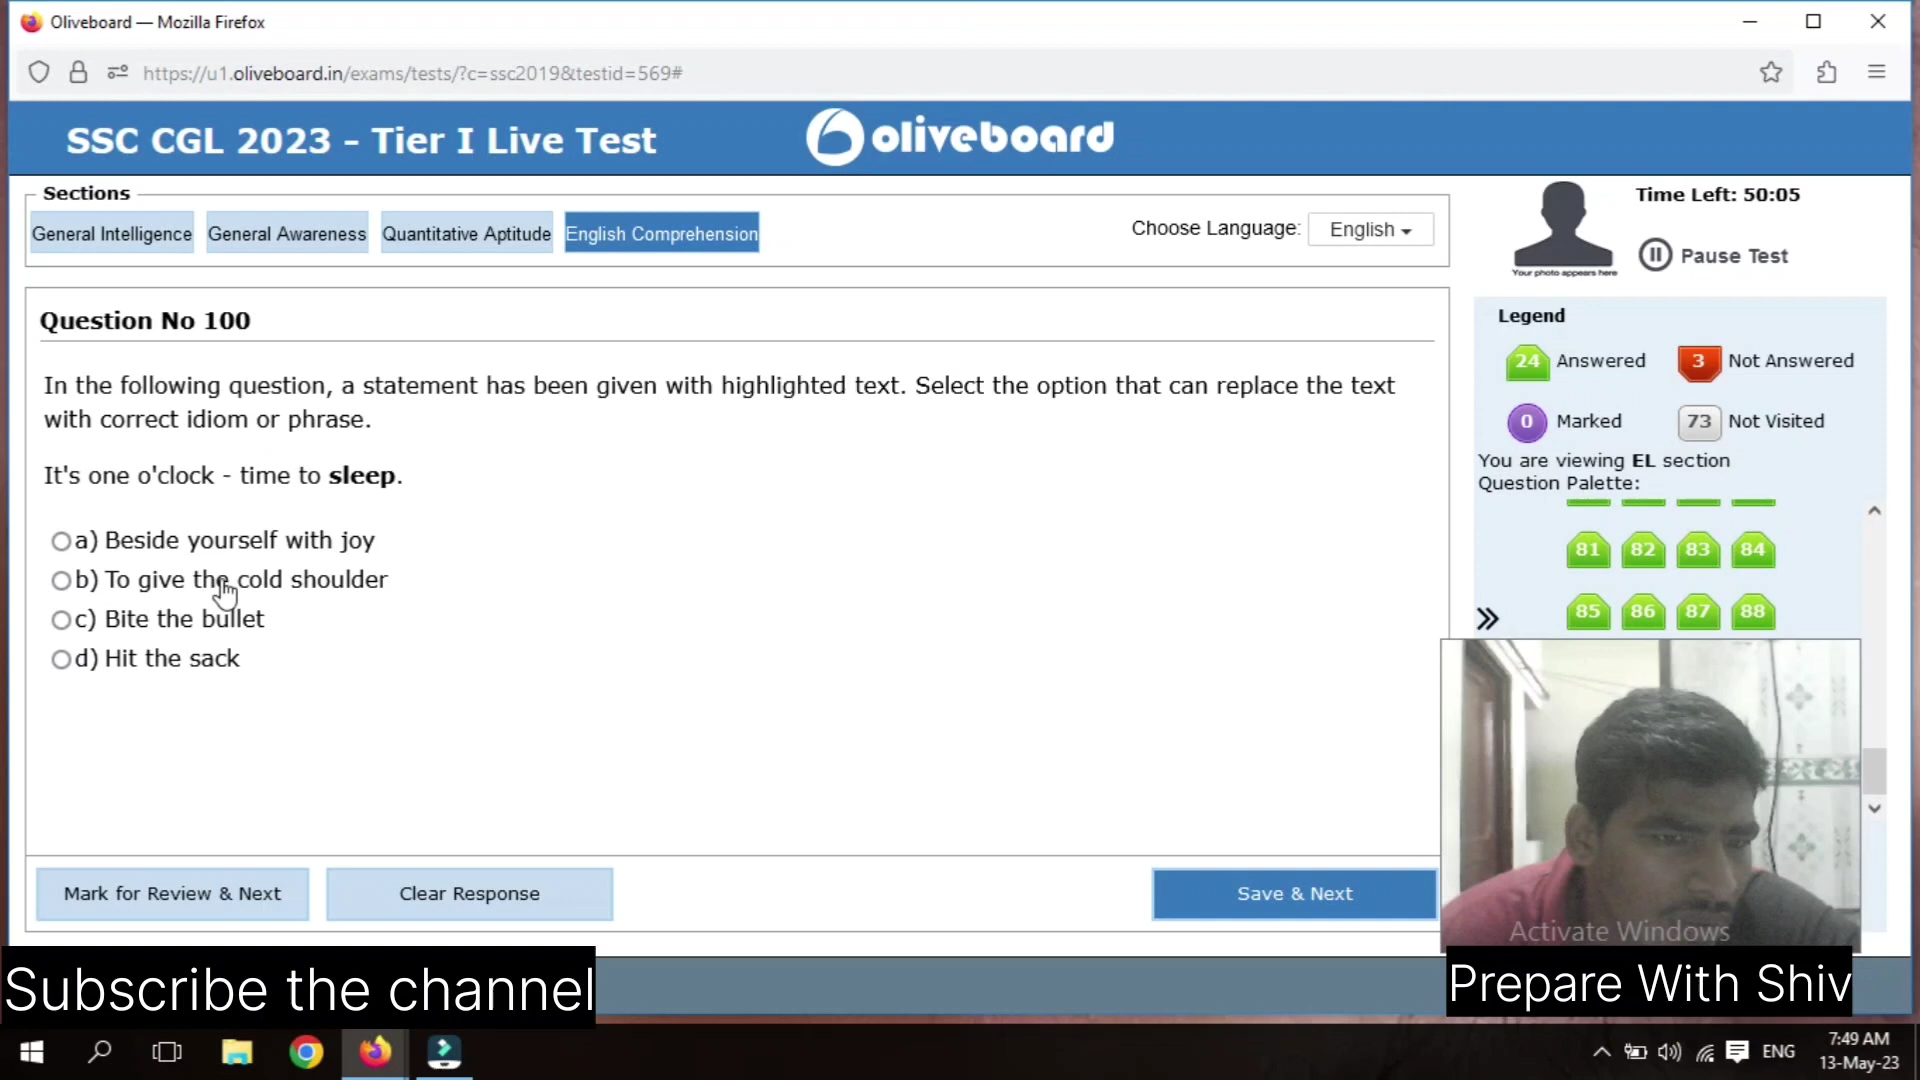 Oliveboard — Mozilla Firefox
https://u1.oliveboard.in/exams/tests/?c=ssc2019&testid=569#
SSC CGL 2023 - Tier I Live Test
oliveboard
Sections
General Intelligence
General Awareness
Quantitative Aptitude
English Comprehension
Choose Language:
English
Your photo appears here
Time Left: 50:05
Pause Test
Question No 100
In the following question, a statement has been given with highlighted text. Select the option that can replace the text
with correct idiom or phrase.
It's one o'clock - time to sleep.
a) Beside yourself with joy
b) To give the cold shoulder
c) Bite the bullet
d) Hit the sack
Legend
24 Answered
3 Not Answered
0 Marked
73 Not Visited
You are viewing EL section
Question Palette:
81 82 83 84
85 86 87 88
Mark for Review & Next
Clear Response
Save & Next
Activate Windows
Subscribe the channel
Prepare With Shiv
ENG
7:49 AM
13-May-23